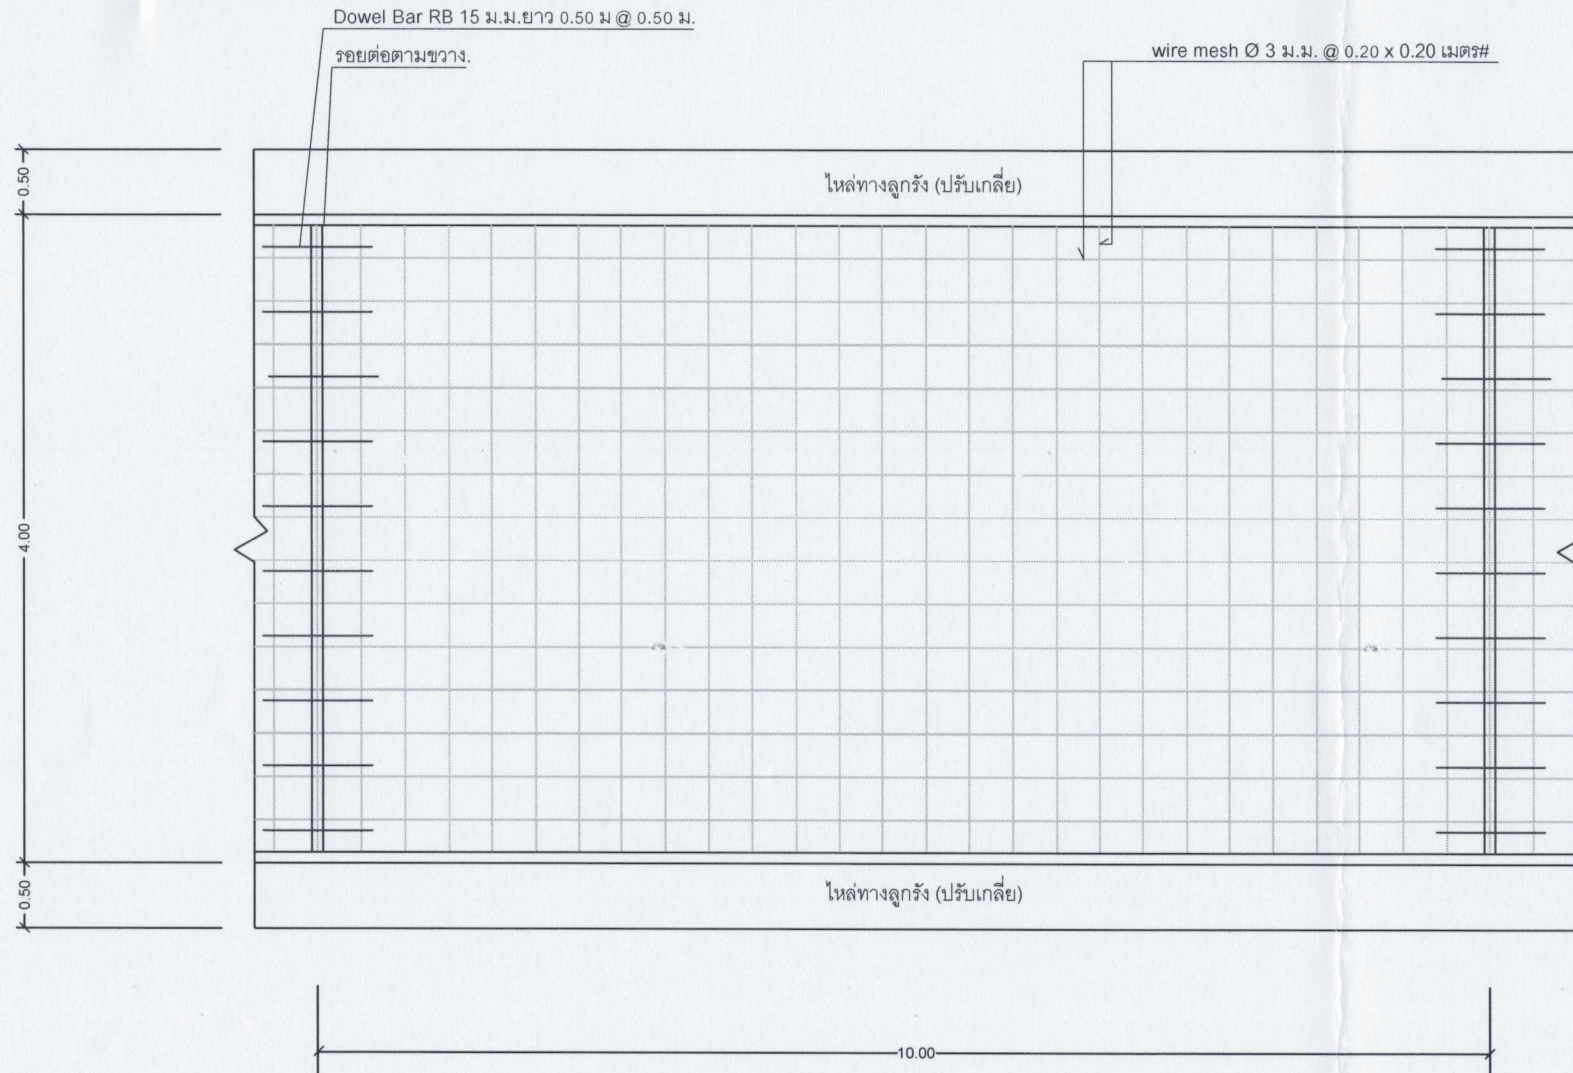 Dowel Bar RB 15 ม.ม.ยาว 0.50 ม @ 0.50 ม.
รอยต่อตามขวาง.
wire mesh Ø 3 ม.ม. @ 0.20 x 0.20 เมตร#
0.50
ไหล่ทางลูกรัง (ปรับเกลี่ย)
4.00
0.50
ไหล่ทางลูกรัง (ปรับเกลี่ย)
10.00